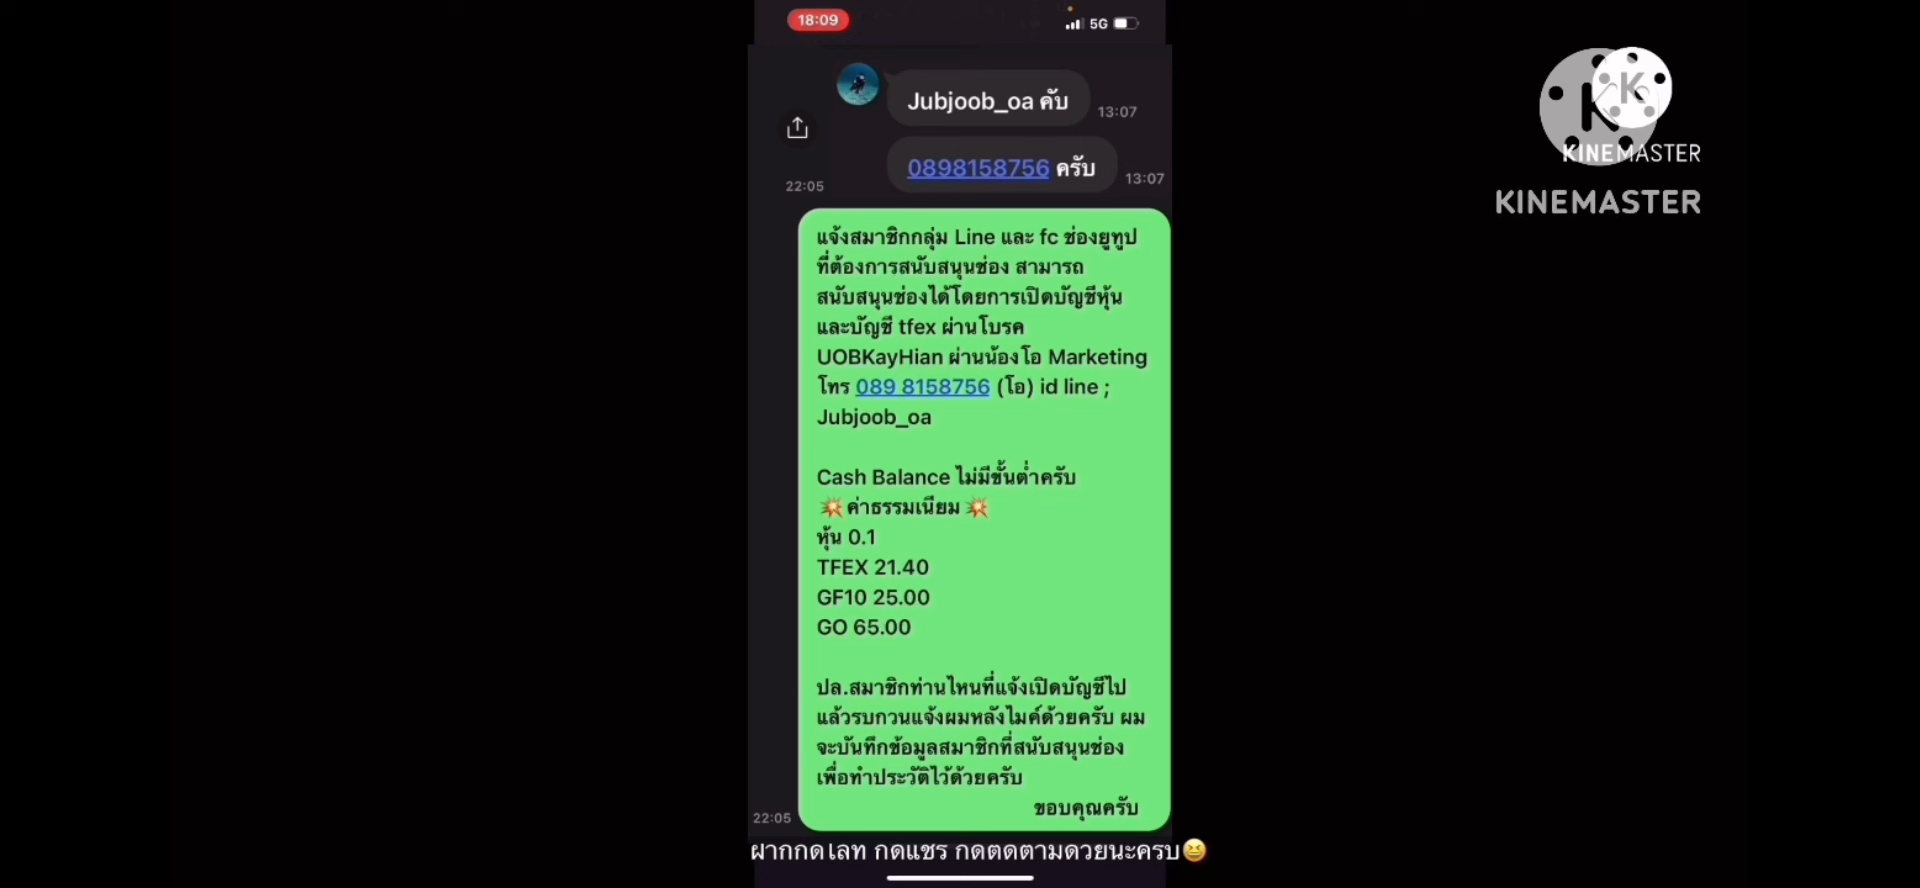 18:09
5G
Jubjoob_oa คับ
13:07
0898158756 ครับ
13:07
22:05
KINEMASTER
KINEMASTER
แจ้งสมาชิกกลุ่ม Line และ fc ช่องยูทูป
ที่ต้องการสนับสนุนช่อง สามารถ
สนับสนุนช่องได้โดยการเปิดบัญชีหุ้น
และบัญชี tfex ผ่านโบรค
UOBKayHian ผ่านน้องโอ Marketing
โทร 089 8158756 (โอ) id line ;
Jubjoob_oa
Cash Balance ไม่มีขั้นต่ำครับ
💥ค่าธรรมเนียม💥
หุ้น 0.1
TFEX 21.40
GF10 25.00
GO 65.00
ปล.สมาชิกท่านไหนที่แจ้งเปิดบัญชีไป
แล้วรบกวนแจ้งผมหลังไมค์ด้วยครับ ผม
จะบันทึกข้อมูลสมาชิกที่สนับสนุนช่อง
เพื่อทำประวัติไว้ด้วยครับ
ขอบคุณครับ
22:05
ฝากกดเลท กดแชร กดตดตามดวยนะครบ😆